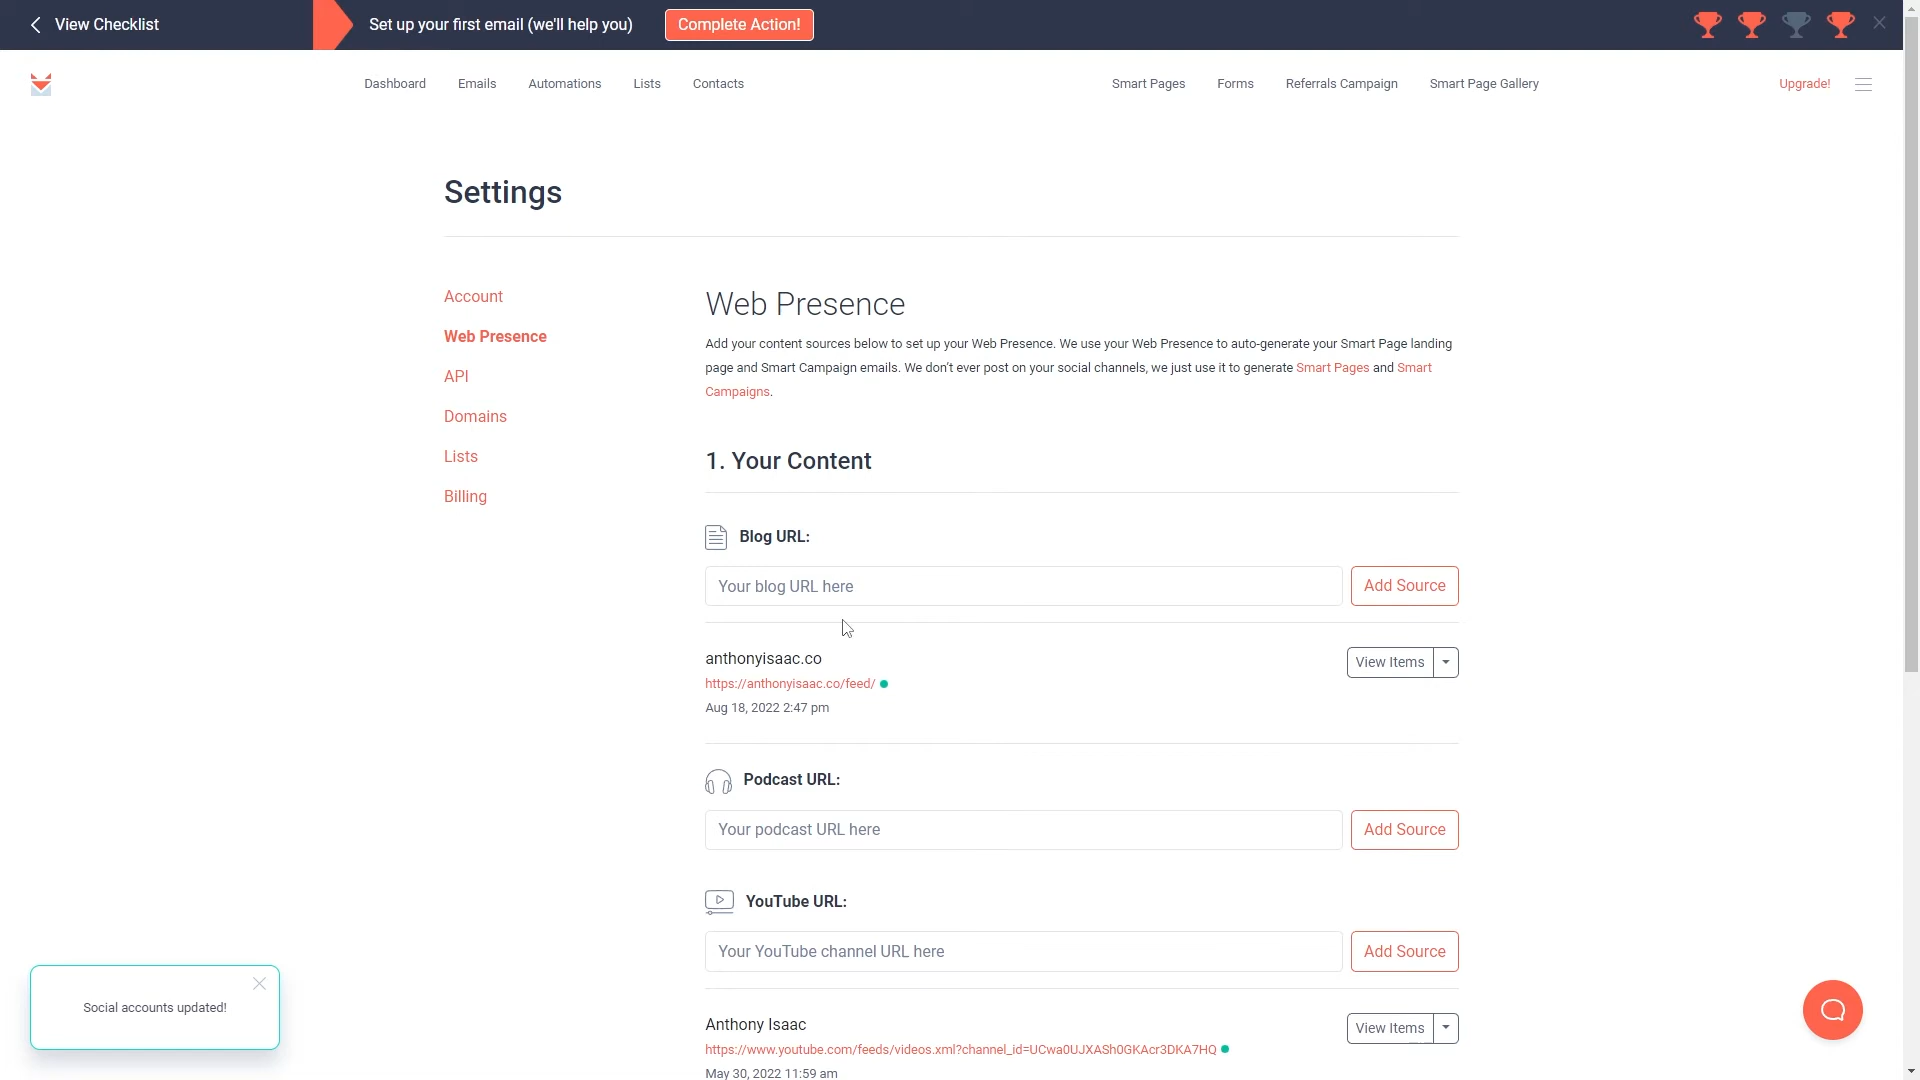 View Checklist
Set up your first email (we'll help you)
Complete Action!
Dashboard
Emails
Automations
Lists
Contacts
Smart Pages
Forms
Referrals Campaign
Smart Page Gallery
Upgrade!
Settings
Account
Web Presence
API
Domains
Lists
Billing
Web Presence
Add your content sources below to set up your Web Presence. We use your Web Presence to auto-generate your Smart Page landing
page and Smart Campaign emails. We don't ever post on your social channels, we just use it to generate Smart Pages and Smart
Campaigns.
1. Your Content
Blog URL:
Your blog URL here
Add Source
anthonyisaac.co
View Items
https://anthonyisaac.co/feed/
Aug 18, 2022 2:47 pm
Podcast URL:
Your podcast URL here
Add Source
YouTube URL:
Your YouTube channel URL here
Add Source
Anthony Isaac
View Items
https://www.youtube.com/feeds/videos.xml?channel_id=UCwa0UJXASh0GKAcr3DKA7HQ
May 30, 2022 11:59 am
Social accounts updated!